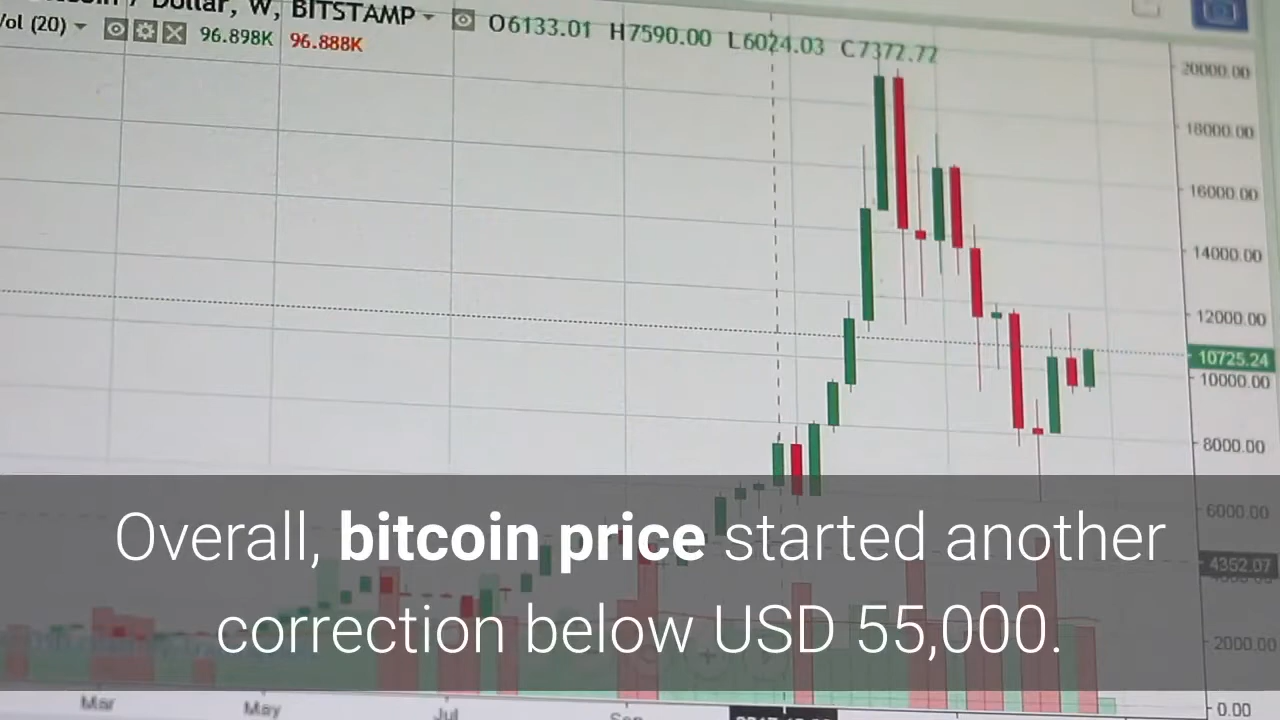 Dollar, W, BITSTAMP O6133.01 H7590.00 L6024.03 C7372.72
Vol (20) 96.898K 96.888K
20000.00
18000.00
16000.00
14000.00
12000.00
10725.24
10000.00
8000.00
6000.00
4352.07
2000.00
0.00
Overall, bitcoin price started another
correction below USD 55,000.
Mar May Jul Sep